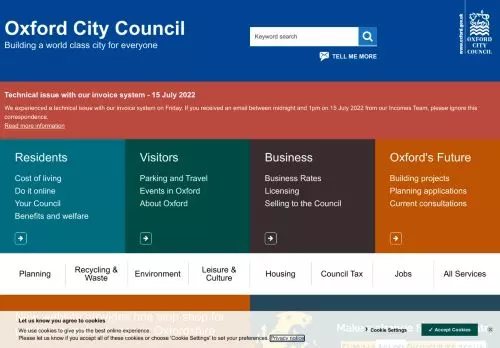 Oxford City Council
Building a world class city for everyone
Keyword search
TELL ME MORE
www.oxford.gov.uk
OXFORD
CITY
COUNCIL
Technical issue with our invoice system - 15 July 2022
We experienced a technical issue with our invoice system on Friday. If you received an email between midnight and 1pm on 15 July 2022 from our Incomes Team, please ignore this
correspondence.
Read more information
Residents
Cost of living
Do it online
Your Council
Benefits and welfare
Visitors
Parking and Travel
Events in Oxford
About Oxford
Business
Business Rates
Licensing
Selling to the Council
Oxford's Future
Building projects
Planning applications
Current consultations
Planning
Recycling &
Waste
Environment
Leisure &
Culture
Housing
Council Tax
Jobs
All Services
Let us know you agree to cookies
We use cookies to give you the best online experience.
Please let us know if you accept all of these cookies or choose 'Cookie Settings' to set your preferences. Privacy notice
Cookie Settings
✓ Accept Cookies